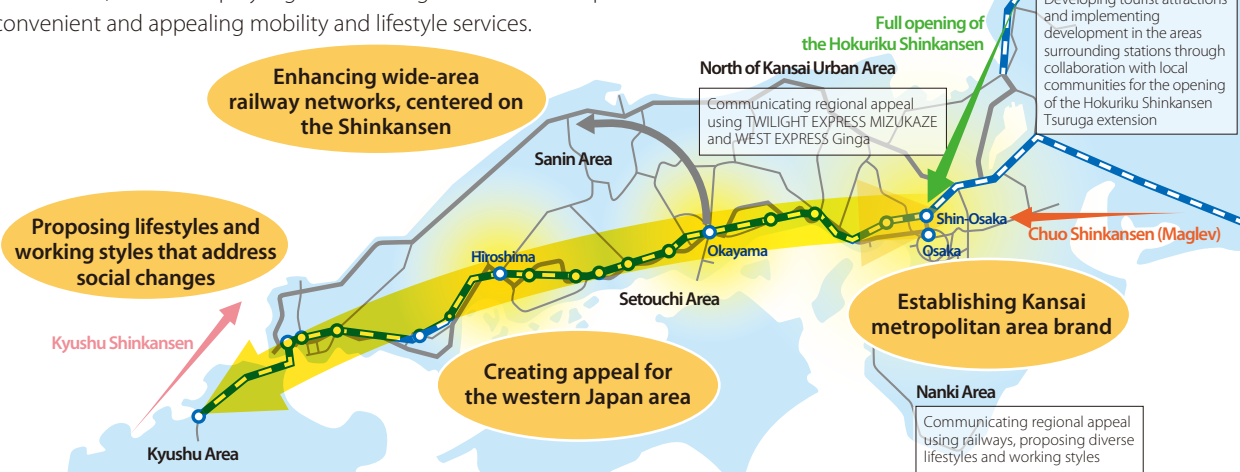 convenient and appealing mobility and lifestyle services.
Full opening of
the Hokuriku Shinkansen
Developing tourist attractions
and implementing
development in the areas
surrounding stations through
collaboration with local
communities for the opening
of the Hokuriku Shinkansen
Tsuruga extension
Enhancing wide-area
railway networks, centered on
the Shinkansen
North of Kansai Urban Area
Communicating regional appeal
using TWILIGHT EXPRESS MIZUKAZE
and WEST EXPRESS Ginga
Sanin Area
Proposing lifestyles and
working styles that address
social changes
Shin-Osaka
Chuo Shinkansen (Maglev)
Osaka
Okayama
Hiroshima
Setouchi Area
Establishing Kansai
metropolitan area brand
Kyushu Shinkansen
Creating appeal for
the western Japan area
Nanki Area
Communicating regional appeal
using railways, proposing diverse
lifestyles and working styles
Kyushu Area